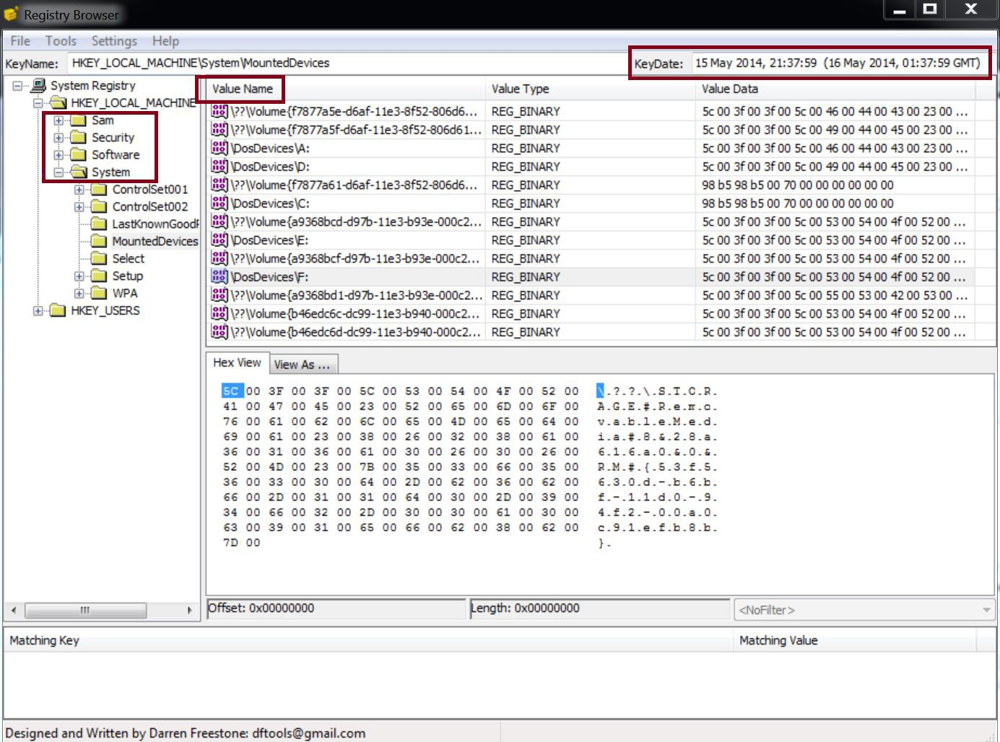 Registry Browser
File Tools Settings Help
KeyName: HKEY_LOCAL_MACHINE\System\MountedDevices
KeyDate: 15 May 2014, 21:37:59 (16 May 2014, 01:37:59 GMT)
System Registry
HKEY_LOCAL_MACHINE
Sam
Security
Software
System
ControlSet001
ControlSet002
LastKnownGoodR
MountedDevices
Select
Setup
WPA
HKEY_USERS
Value Name Value Type Value Data
\??\Volume{f7877a5e-d6af-11e3-8f52-806d6... REG_BINARY 5c 00 3f 00 3f 00 5c 00 46 00 44 00 43 00 23 00 ...
\??\Volume{f7877a5f-d6af-11e3-8f52-806d61... REG_BINARY 5c 00 3f 00 3f 00 5c 00 49 00 44 00 45 00 23 00 ...
\DosDevices\A: REG_BINARY 5c 00 3f 00 3f 00 5c 00 46 00 44 00 43 00 23 00 ...
\DosDevices\D: REG_BINARY 5c 00 3f 00 3f 00 5c 00 49 00 44 00 45 00 23 00 ...
\??\Volume{f7877a61-d6af-11e3-8f52-806d6... REG_BINARY 98 b5 98 b5 00 70 00 00 00 00 00 00
\DosDevices\C: REG_BINARY 98 b5 98 b5 00 70 00 00 00 00 00 00
\??\Volume{a9368bcd-d97b-11e3-b93e-000c2... REG_BINARY 5c 00 3f 00 3f 00 5c 00 53 00 54 00 4f 00 52 00 ...
\DosDevices\E: REG_BINARY 5c 00 3f 00 3f 00 5c 00 53 00 54 00 4f 00 52 00 ...
\??\Volume{a9368bcf-d97b-11e3-b93e-000c2... REG_BINARY 5c 00 3f 00 3f 00 5c 00 53 00 54 00 4f 00 52 00 ...
\DosDevices\F: REG_BINARY 5c 00 3f 00 3f 00 5c 00 53 00 54 00 4f 00 52 00 ...
\??\Volume{a9368bd1-d97b-11e3-b93e-000c2... REG_BINARY 5c 00 3f 00 3f 00 5c 00 55 00 53 00 42 00 53 00 ...
\??\Volume{b46edc6c-dc99-11e3-b940-000c2... REG_BINARY 5c 00 3f 00 3f 00 5c 00 53 00 54 00 4f 00 52 00 ...
\??\Volume{b46edc6d-dc99-11e3-b940-000c2... REG_BINARY 5c 00 3f 00 3f 00 5c 00 53 00 54 00 4f 00 52 00 ...
Hex View View As ...
5C 00 3F 00 3F 00 5C 00 53 00 54 00 4F 00 52 00 \.?.?.\.S.T.O.R.
41 00 47 00 45 00 23 00 52 00 65 00 6D 00 6F 00 A.G.E.#.R.e.m.o.
76 00 61 00 62 00 6C 00 65 00 4D 00 65 00 64 00 v.a.b.l.e.M.e.d.
69 00 61 00 23 00 38 00 26 00 32 00 38 00 61 00 i.a.#.8.&.2.8.a.
36 00 31 00 36 00 61 00 30 00 26 00 30 00 26 00 6.1.6.a.0.&.0.&.
52 00 4D 00 23 00 7B 00 35 00 33 00 66 00 35 00 R.M.#.{.5.3.f.5.
36 00 33 00 30 00 64 00 2D 00 62 00 36 00 62 00 6.3.0.d.-.b.6.b.
66 00 2D 00 31 00 31 00 64 00 30 00 2D 00 39 00 f.-.1.1.d.0.-.9.
34 00 66 00 32 00 2D 00 30 00 30 00 61 00 30 00 4.f.2.-.0.0.a.0.
63 00 39 00 31 00 65 00 66 00 62 00 38 00 62 00 c.9.1.e.f.b.8.b.
7D 00 }.
Offset: 0x00000000 Length: 0x00000000 <NoFilter>
Matching Key Matching Value
Designed and Written by Darren Freestone: dftools@gmail.com